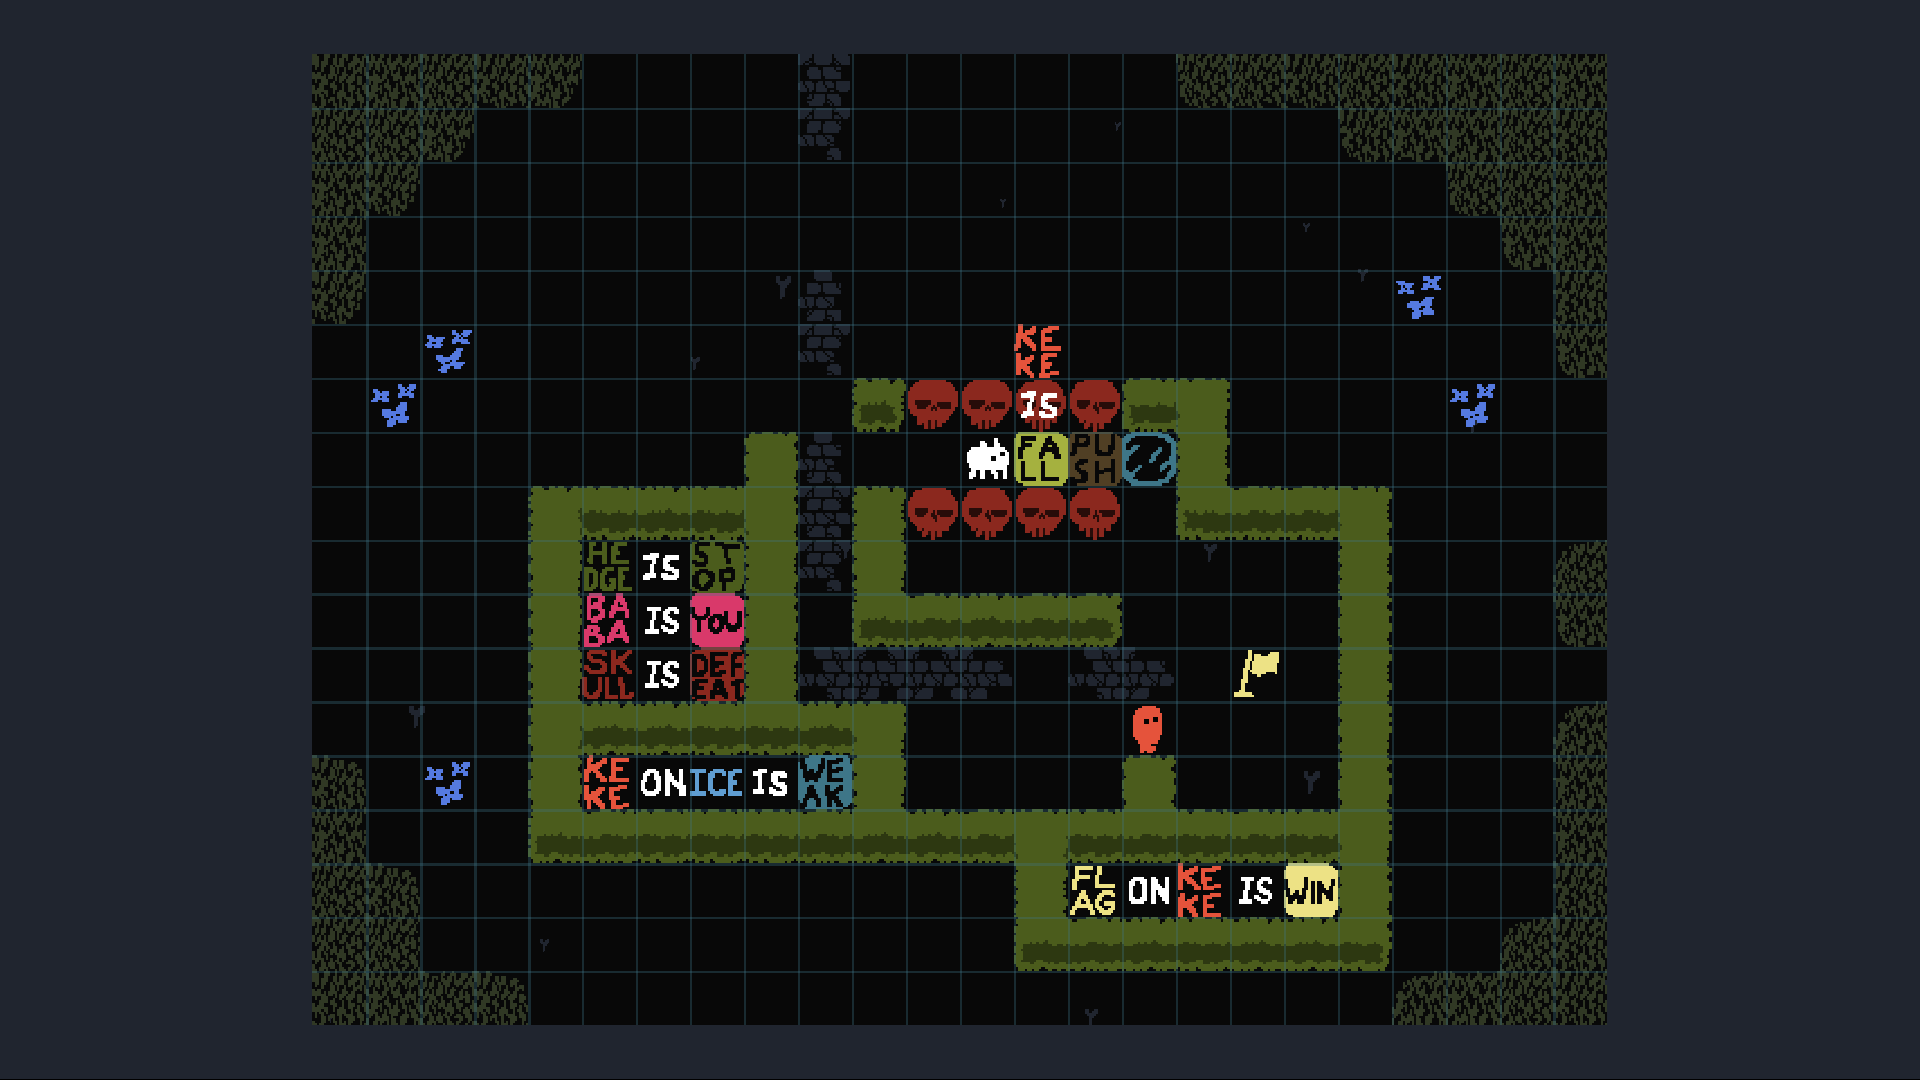 KEKE
IS
FALL PUSH
HEDGE IS STOP
BABA IS YOU
SKULL IS DEFEAT
KEKE ON ICE IS WEAK
FLAG ON KEKE IS WIN